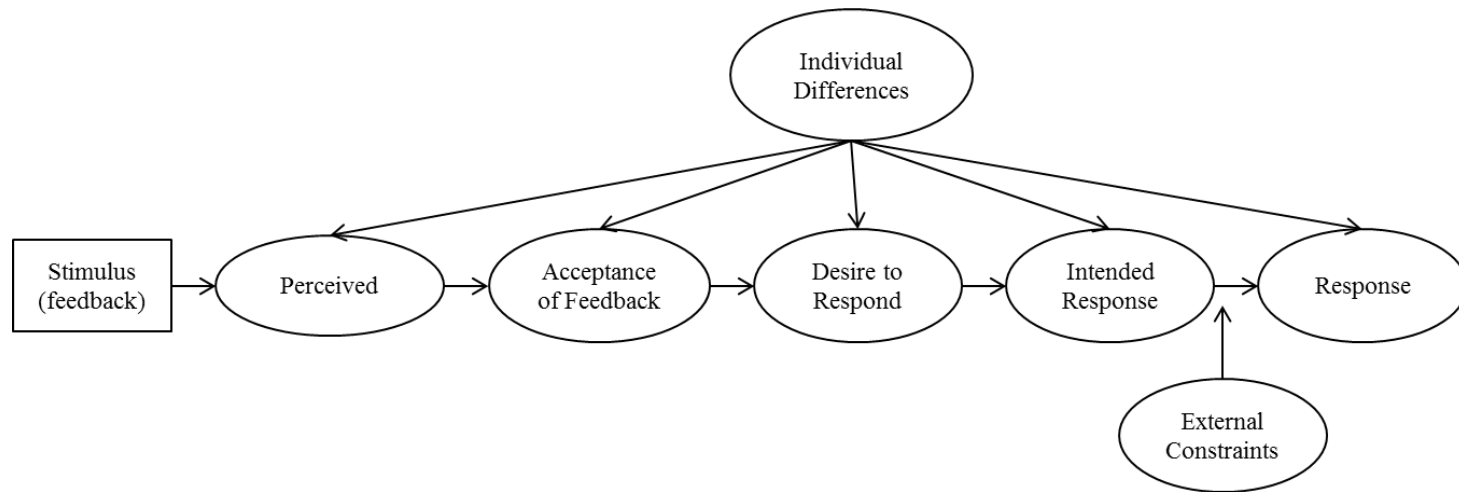 Individual
Differences
Stimulus
(feedback)
Perceived
Acceptance
of Feedback
Desire to
Respond
Intended
Response
Response
External
Constraints